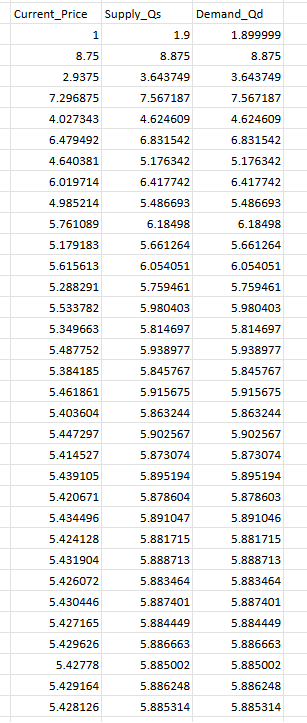 Current_Price Supply_Qs Demand_Qd
1 1.9 1.899999
8.75 8.875 8.875
2.9375 3.643749 3.643749
7.296875 7.567187 7.567187
4.027343 4.624609 4.624609
6.479492 6.831542 6.831542
4.640381 5.176342 5.176342
6.019714 6.417742 6.417742
4.985214 5.486693 5.486693
5.761089 6.18498 6.18498
5.179183 5.661264 5.661264
5.615613 6.054051 6.054051
5.288291 5.759461 5.759461
5.533782 5.980403 5.980403
5.349663 5.814697 5.814697
5.487752 5.938977 5.938977
5.384185 5.845767 5.845767
5.461861 5.915675 5.915675
5.403604 5.863244 5.863244
5.447297 5.902567 5.902567
5.414527 5.873074 5.873074
5.439105 5.895194 5.895194
5.420671 5.878604 5.878603
5.434496 5.891047 5.891046
5.424128 5.881715 5.881715
5.431904 5.888713 5.888713
5.426072 5.883464 5.883464
5.430446 5.887401 5.887401
5.427165 5.884449 5.884449
5.429626 5.886663 5.886663
5.42778 5.885002 5.885002
5.429164 5.886248 5.886248
5.428126 5.885314 5.885314